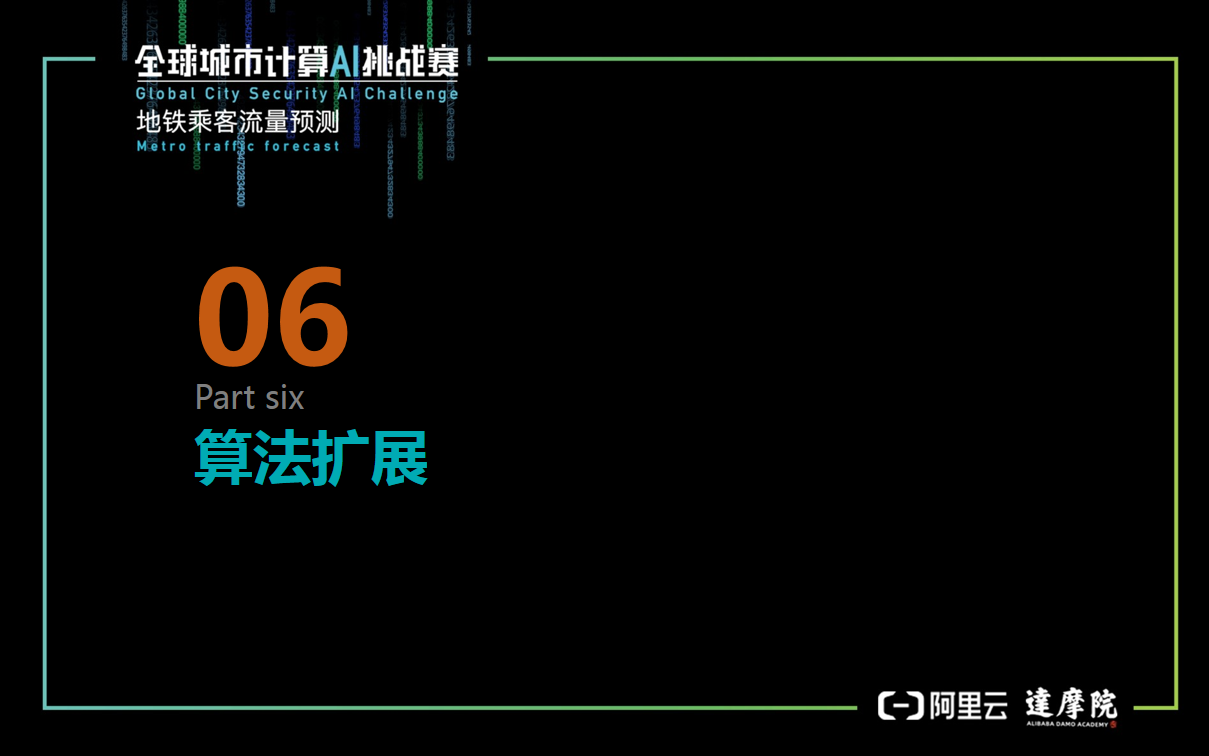 全球城市计算AI挑战赛
Global City Security AI Challenge
地铁乘客流量预测
Metro traffic forecast
06
Part six
算法扩展
阿里云
達摩院
ALIBABA DAMO ACADEMY